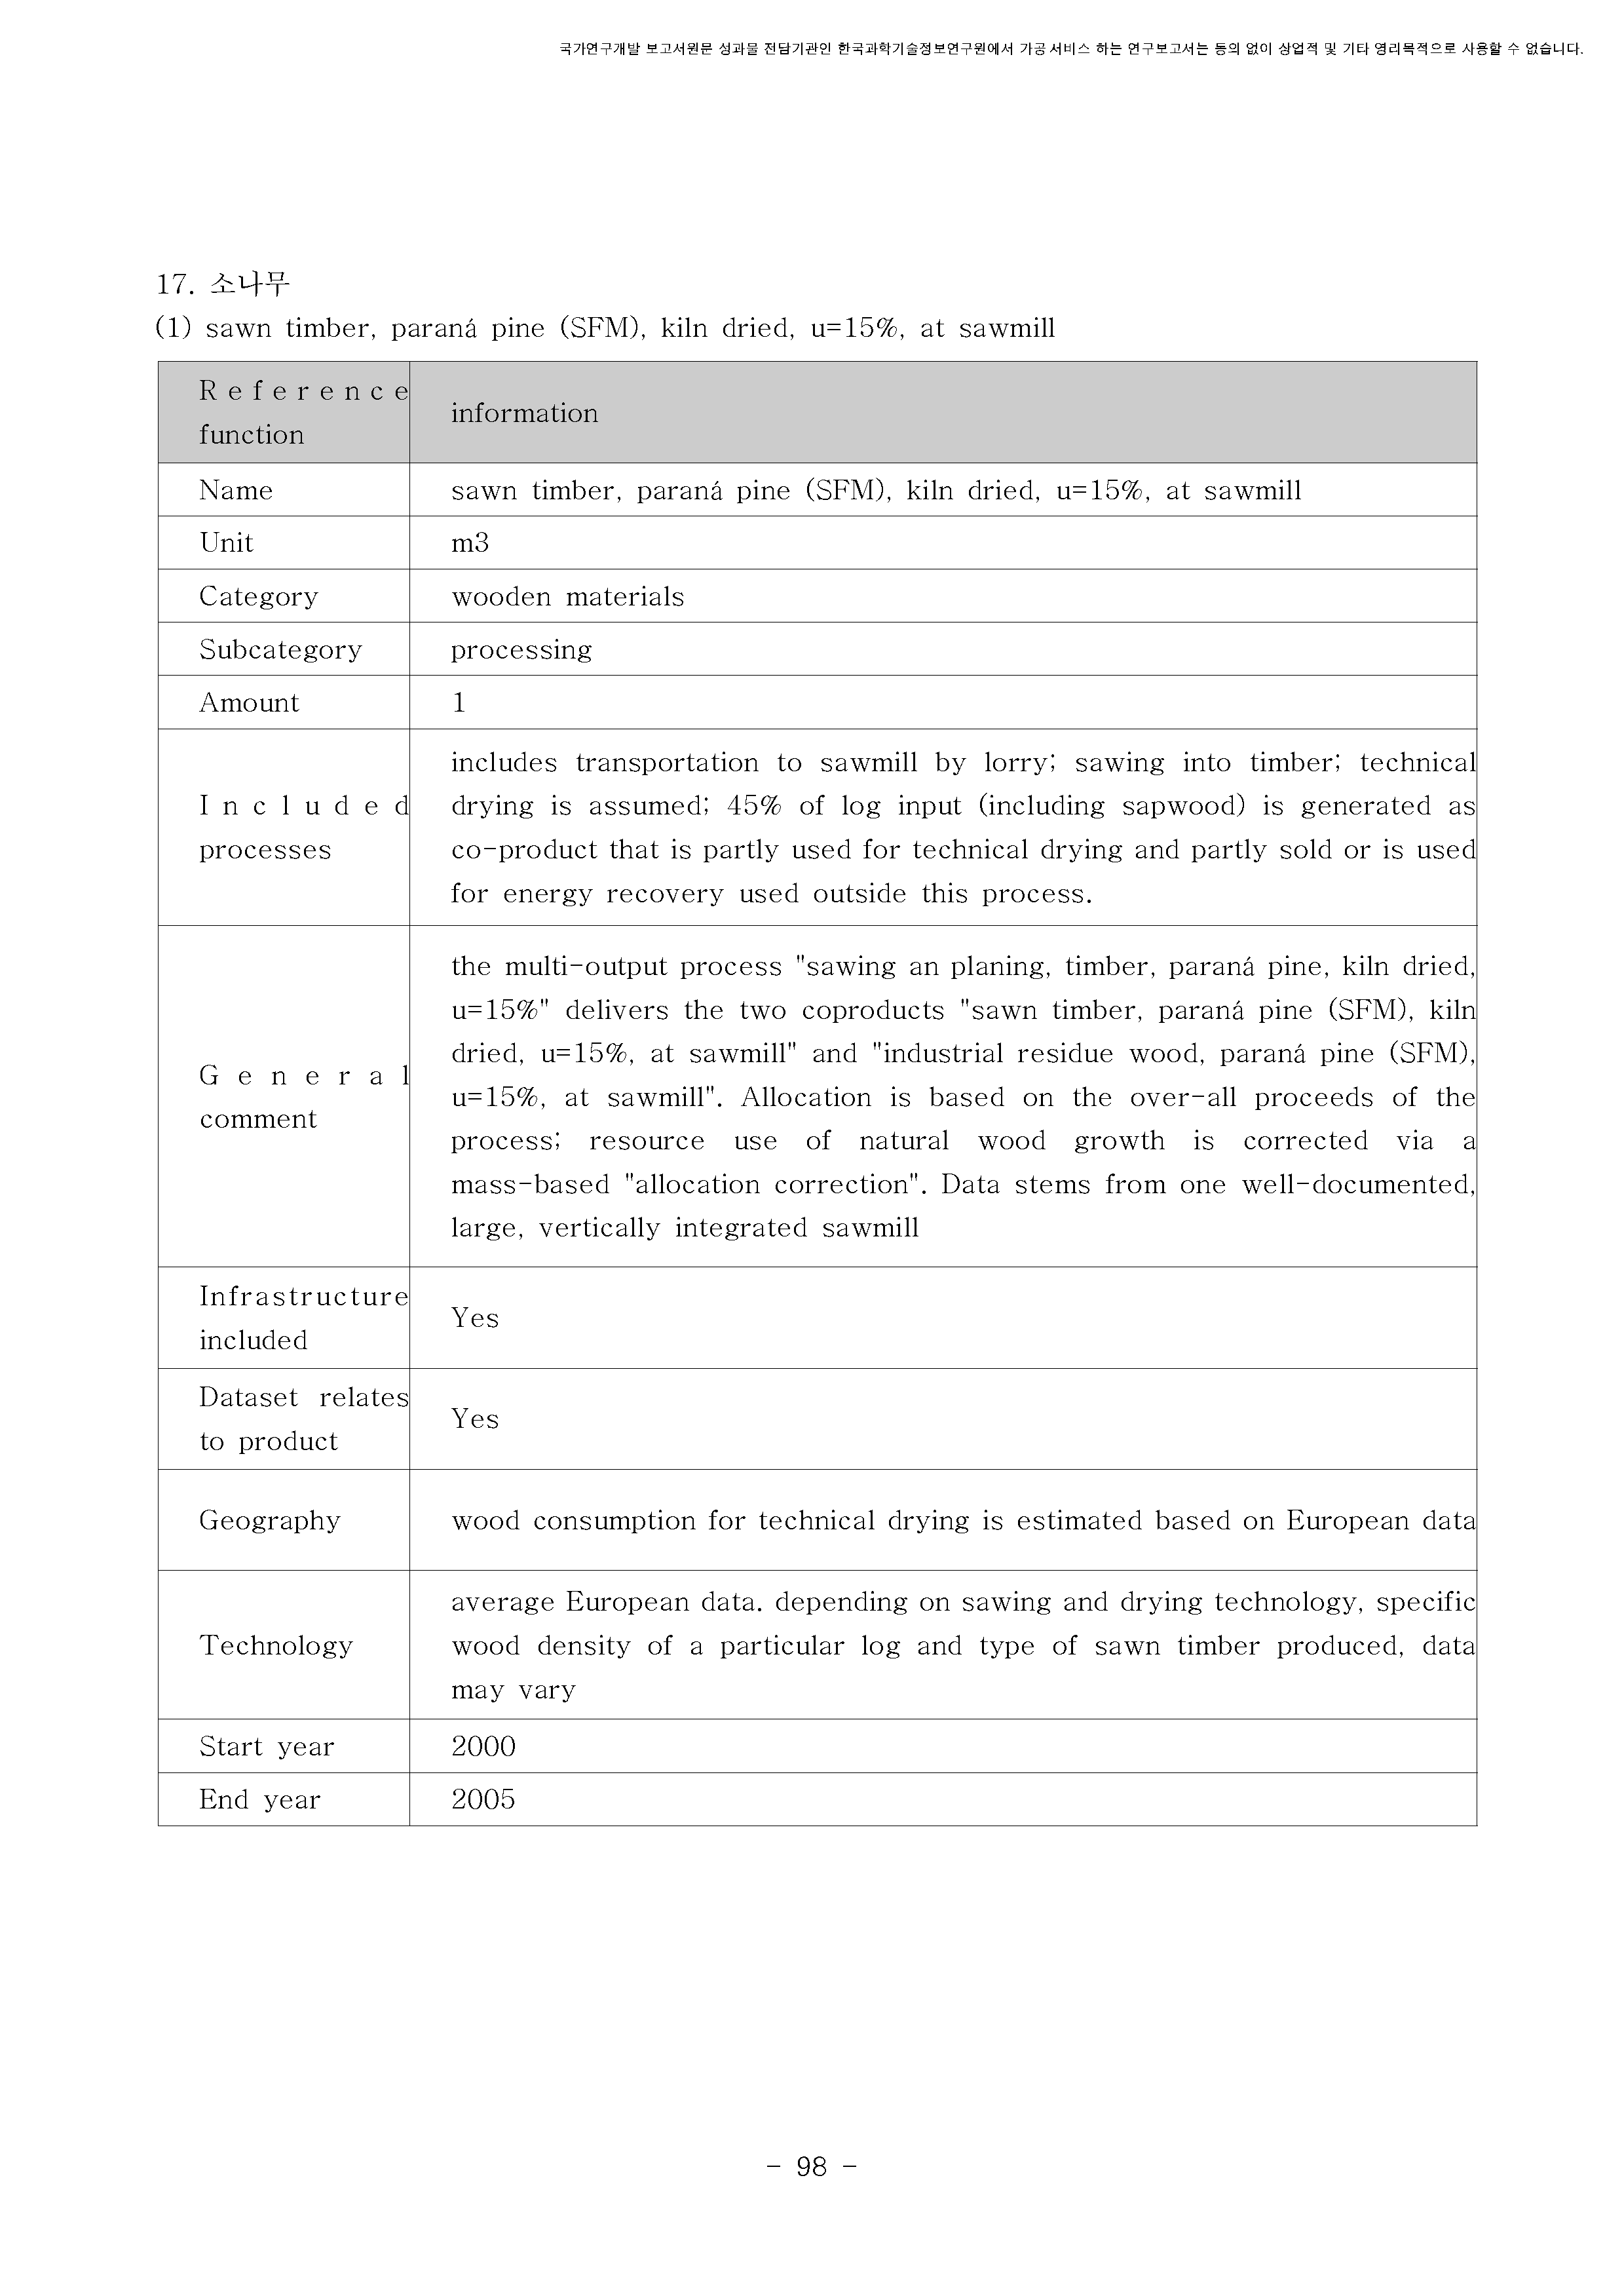 국가연구개발 보고서원문 성과물 전담기관인 한국과학기술정보연구원에서 가공·서비스 하는 연구보고서는 동의 없이 상업적 및 기타 영리목적으로 사용할 수 없습니다.
17. 소나무
(1) sawn timber, paraná pine (SFM), kiln dried, u=15%, at sawmill
Reference
function
information
Name
sawn timber, paraná pine (SFM), kiln dried, u=15%, at sawmill
Unit
m3
Category
wooden materials
Subcategory
processing
Amount
1
Included
processes
includes transportation to sawmill by lorry; sawing into timber; technical
drying is assumed; 45% of log input (including sapwood) is generated as
co-product that is partly used for technical drying and partly sold or is used
for energy recovery used outside this process.
General
comment
the multi-output process "sawing an planing, timber, paraná pine, kiln dried,
u=15%" delivers the two coproducts "sawn timber, paraná pine (SFM), kiln
dried, u=15%, at sawmill" and "industrial residue wood, paraná pine (SFM),
u=15%, at sawmill". Allocation is based on the over-all proceeds of the
process; resource use of natural wood growth is corrected via a
mass-based "allocation correction". Data stems from one well-documented,
large, vertically integrated sawmill
Infrastructure
included
Yes
Dataset relates
to product
Yes
Geography
wood consumption for technical drying is estimated based on European data
Technology
average European data. depending on sawing and drying technology, specific
wood density of a particular log and type of sawn timber produced, data
may vary
Start year
2000
End year
2005
- 98 -